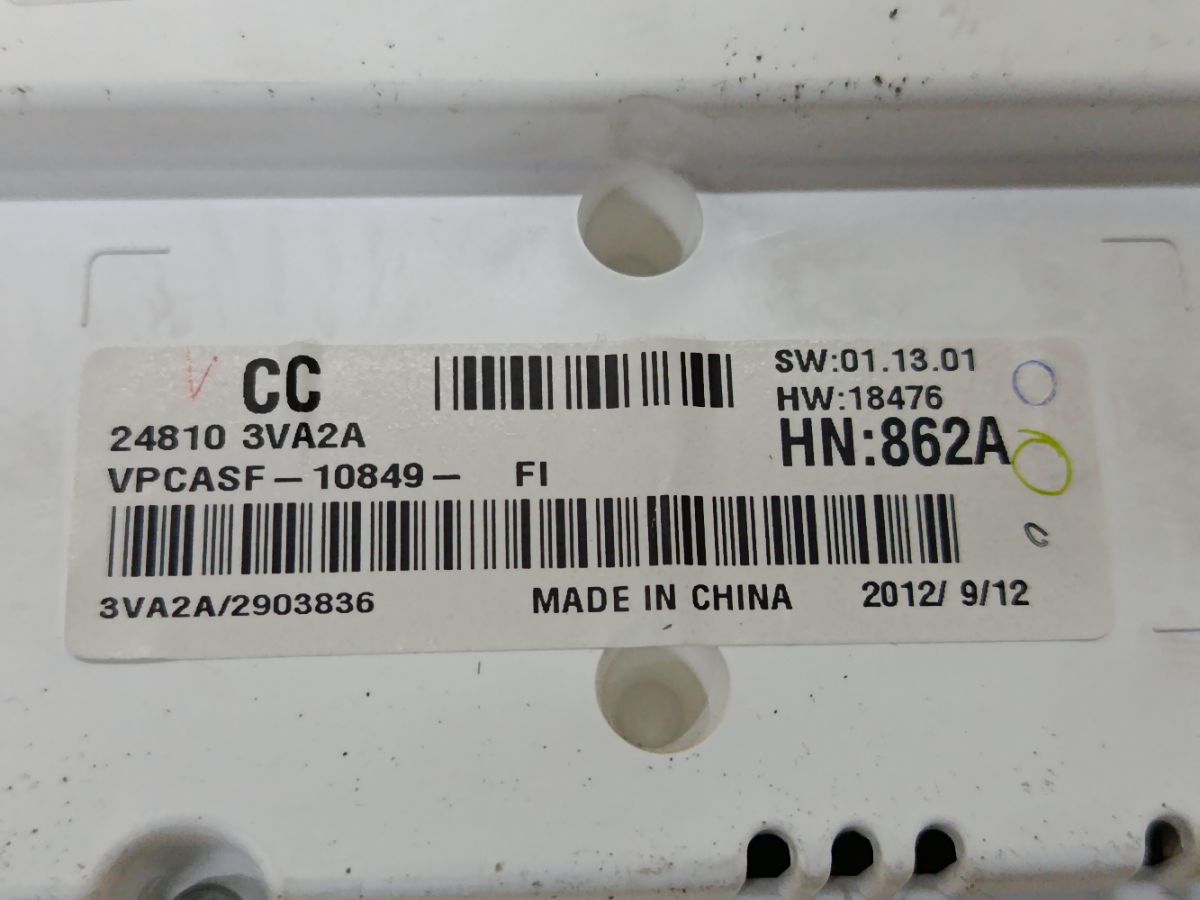 CC
SW:01.13.01
HW:18476
24810 3VA2A
HN:862A
VPCASF-10849- FI
3VA2A/2903836 MADE IN CHINA 2012/ 9/12